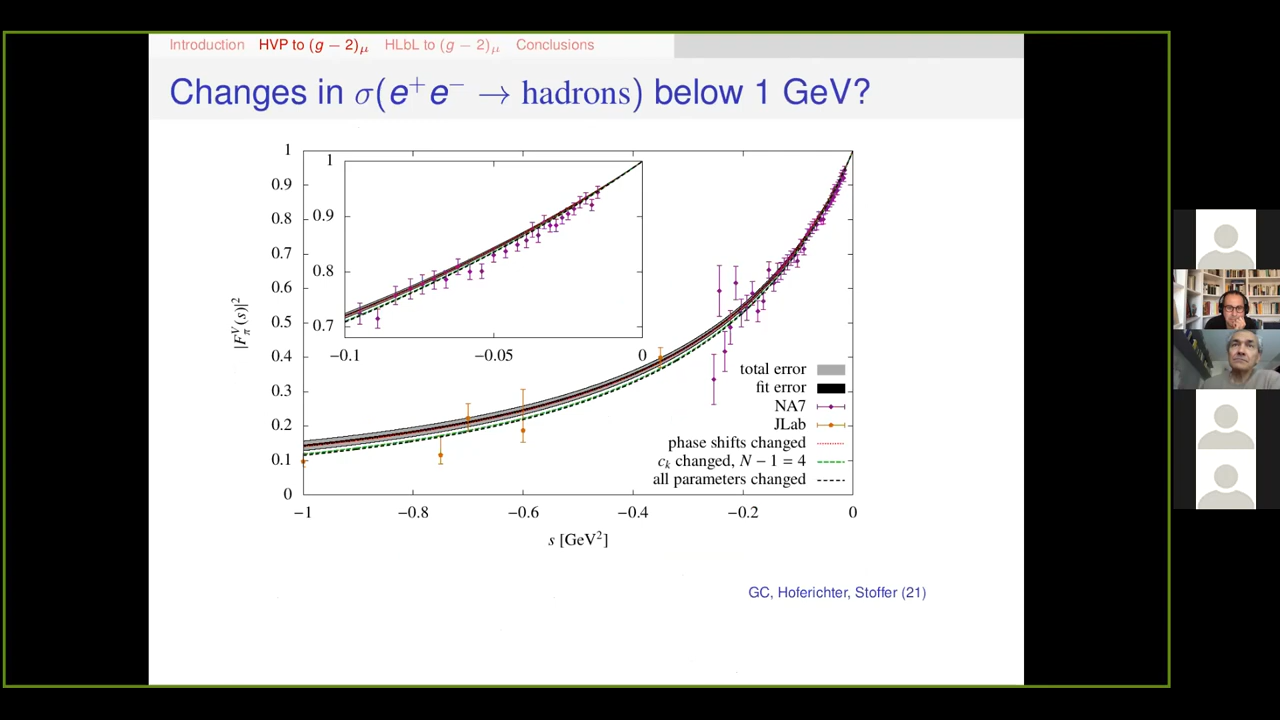 Introduction HVP to (g − 2)μ HLbL to (g − 2)μ Conclusions
Changes in σ(e⁺e⁻ → hadrons) below 1 GeV?
1
0.9
0.8
0.7
0.6
0.5
0.4
0.3
0.2
0.1
0
|F_π^V(s)|²
1
0.9
0.8
0.7
−0.1 −0.05 0
total error
fit error
NA7
JLab
phase shifts changed
c_k changed, N − 1 = 4
all parameters changed
−1 −0.8 −0.6 −0.4 −0.2 0
s [GeV²]
GC, Hoferichter, Stoffer (21)